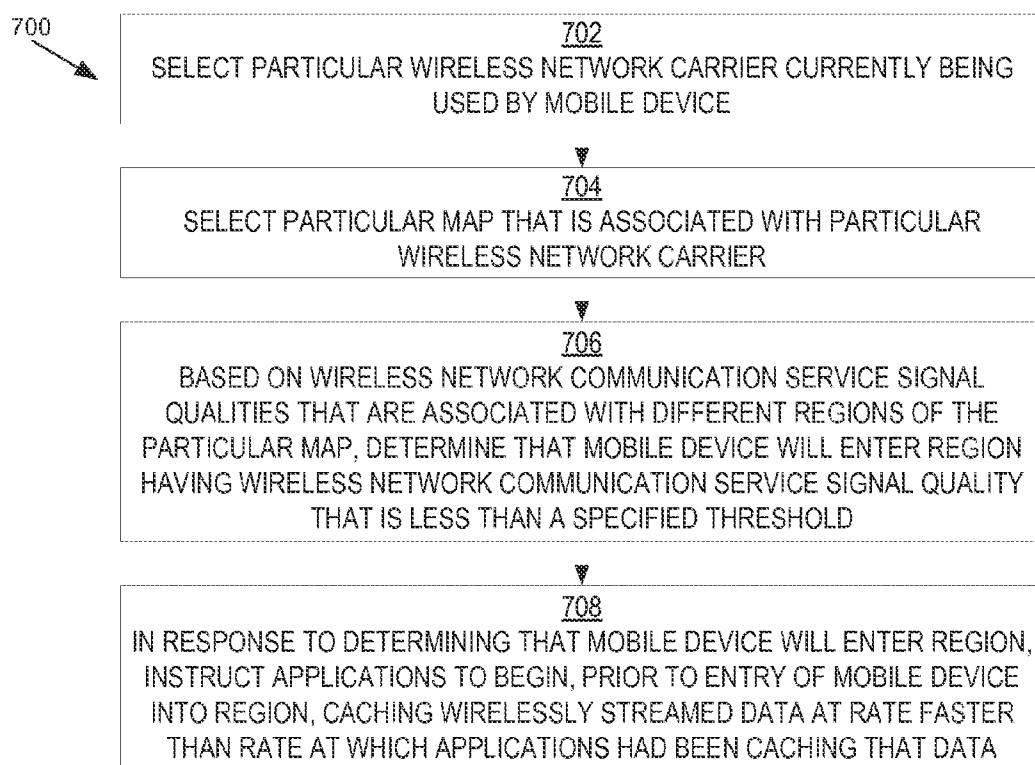 700
702
SELECT PARTICULAR WIRELESS NETWORK CARRIER CURRENTLY BEING
USED BY MOBILE DEVICE
704
SELECT PARTICULAR MAP THAT IS ASSOCIATED WITH PARTICULAR
WIRELESS NETWORK CARRIER
706
BASED ON WIRELESS NETWORK COMMUNICATION SERVICE SIGNAL
QUALITIES THAT ARE ASSOCIATED WITH DIFFERENT REGIONS OF THE
PARTICULAR MAP, DETERMINE THAT MOBILE DEVICE WILL ENTER REGION
HAVING WIRELESS NETWORK COMMUNICATION SERVICE SIGNAL QUALITY
THAT IS LESS THAN A SPECIFIED THRESHOLD
708
IN RESPONSE TO DETERMINING THAT MOBILE DEVICE WILL ENTER REGION,
INSTRUCT APPLICATIONS TO BEGIN, PRIOR TO ENTRY OF MOBILE DEVICE
INTO REGION, CACHING WIRELESSLY STREAMED DATA AT RATE FASTER
THAN RATE AT WHICH APPLICATIONS HAD BEEN CACHING THAT DATA